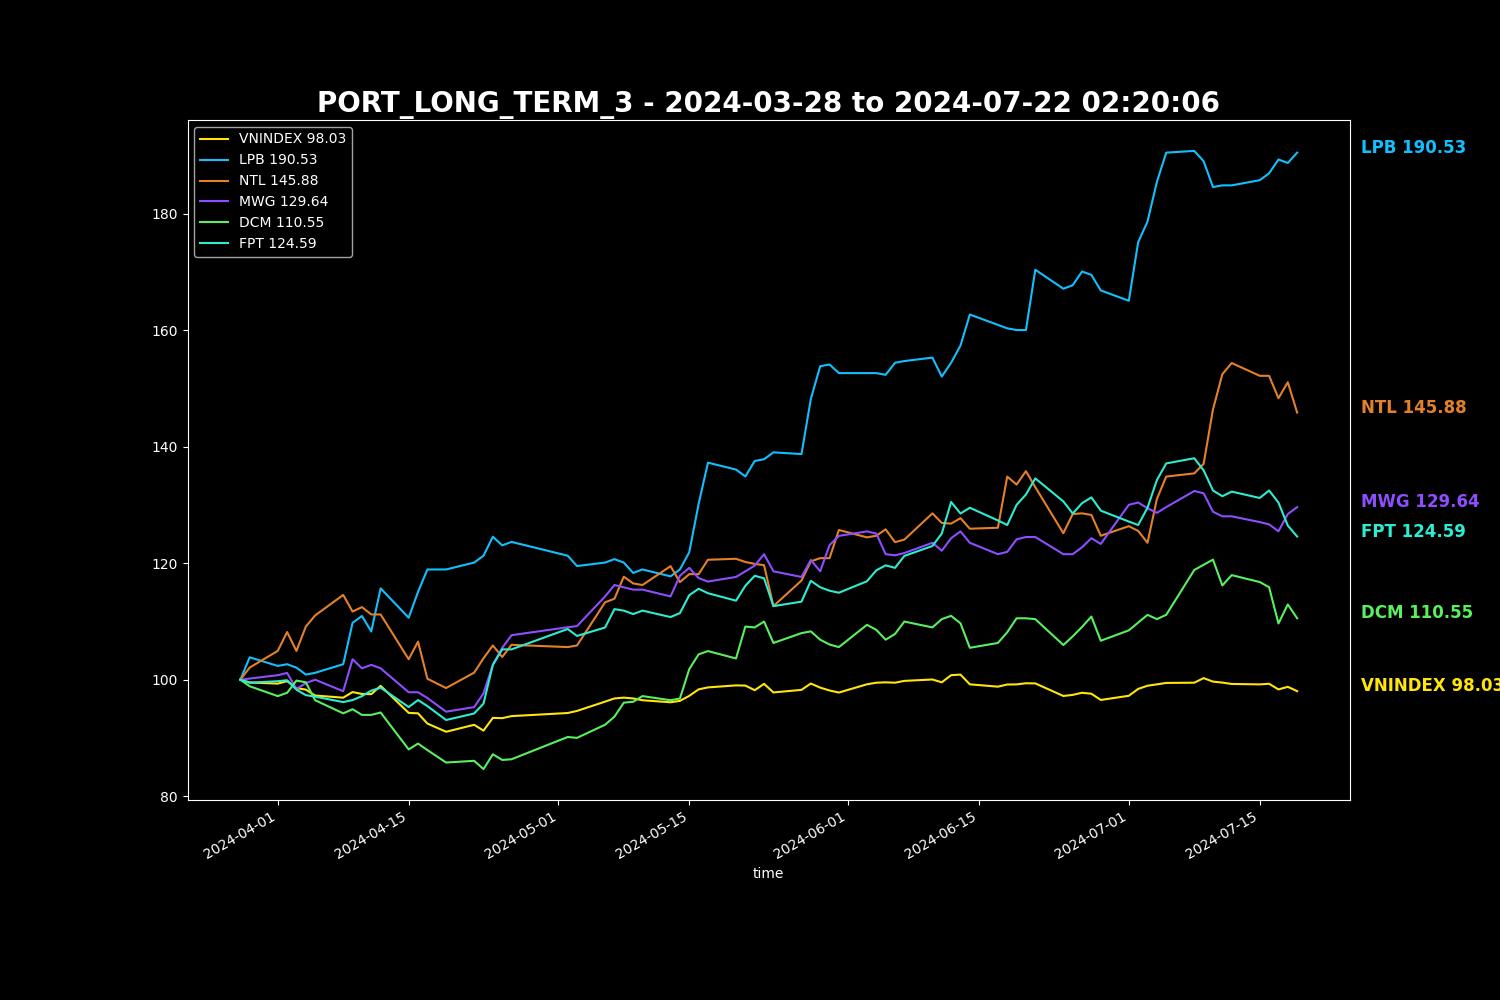 PORT_LONG_TERM_3 - 2024-03-28 to 2024-07-22 02:20:06
VNINDEX 98.03
LPB 190.53
NTL 145.88
MWG 129.64
DCM 110.55
FPT 124.59
LPB 190.53
NTL 145.88
MWG 129.64
FPT 124.59
DCM 110.55
VNINDEX 98.03
180
160
140
120
100
80
2024-04-01
2024-04-15
2024-05-01
2024-05-15
2024-06-01
2024-06-15
2024-07-01
2024-07-15
time